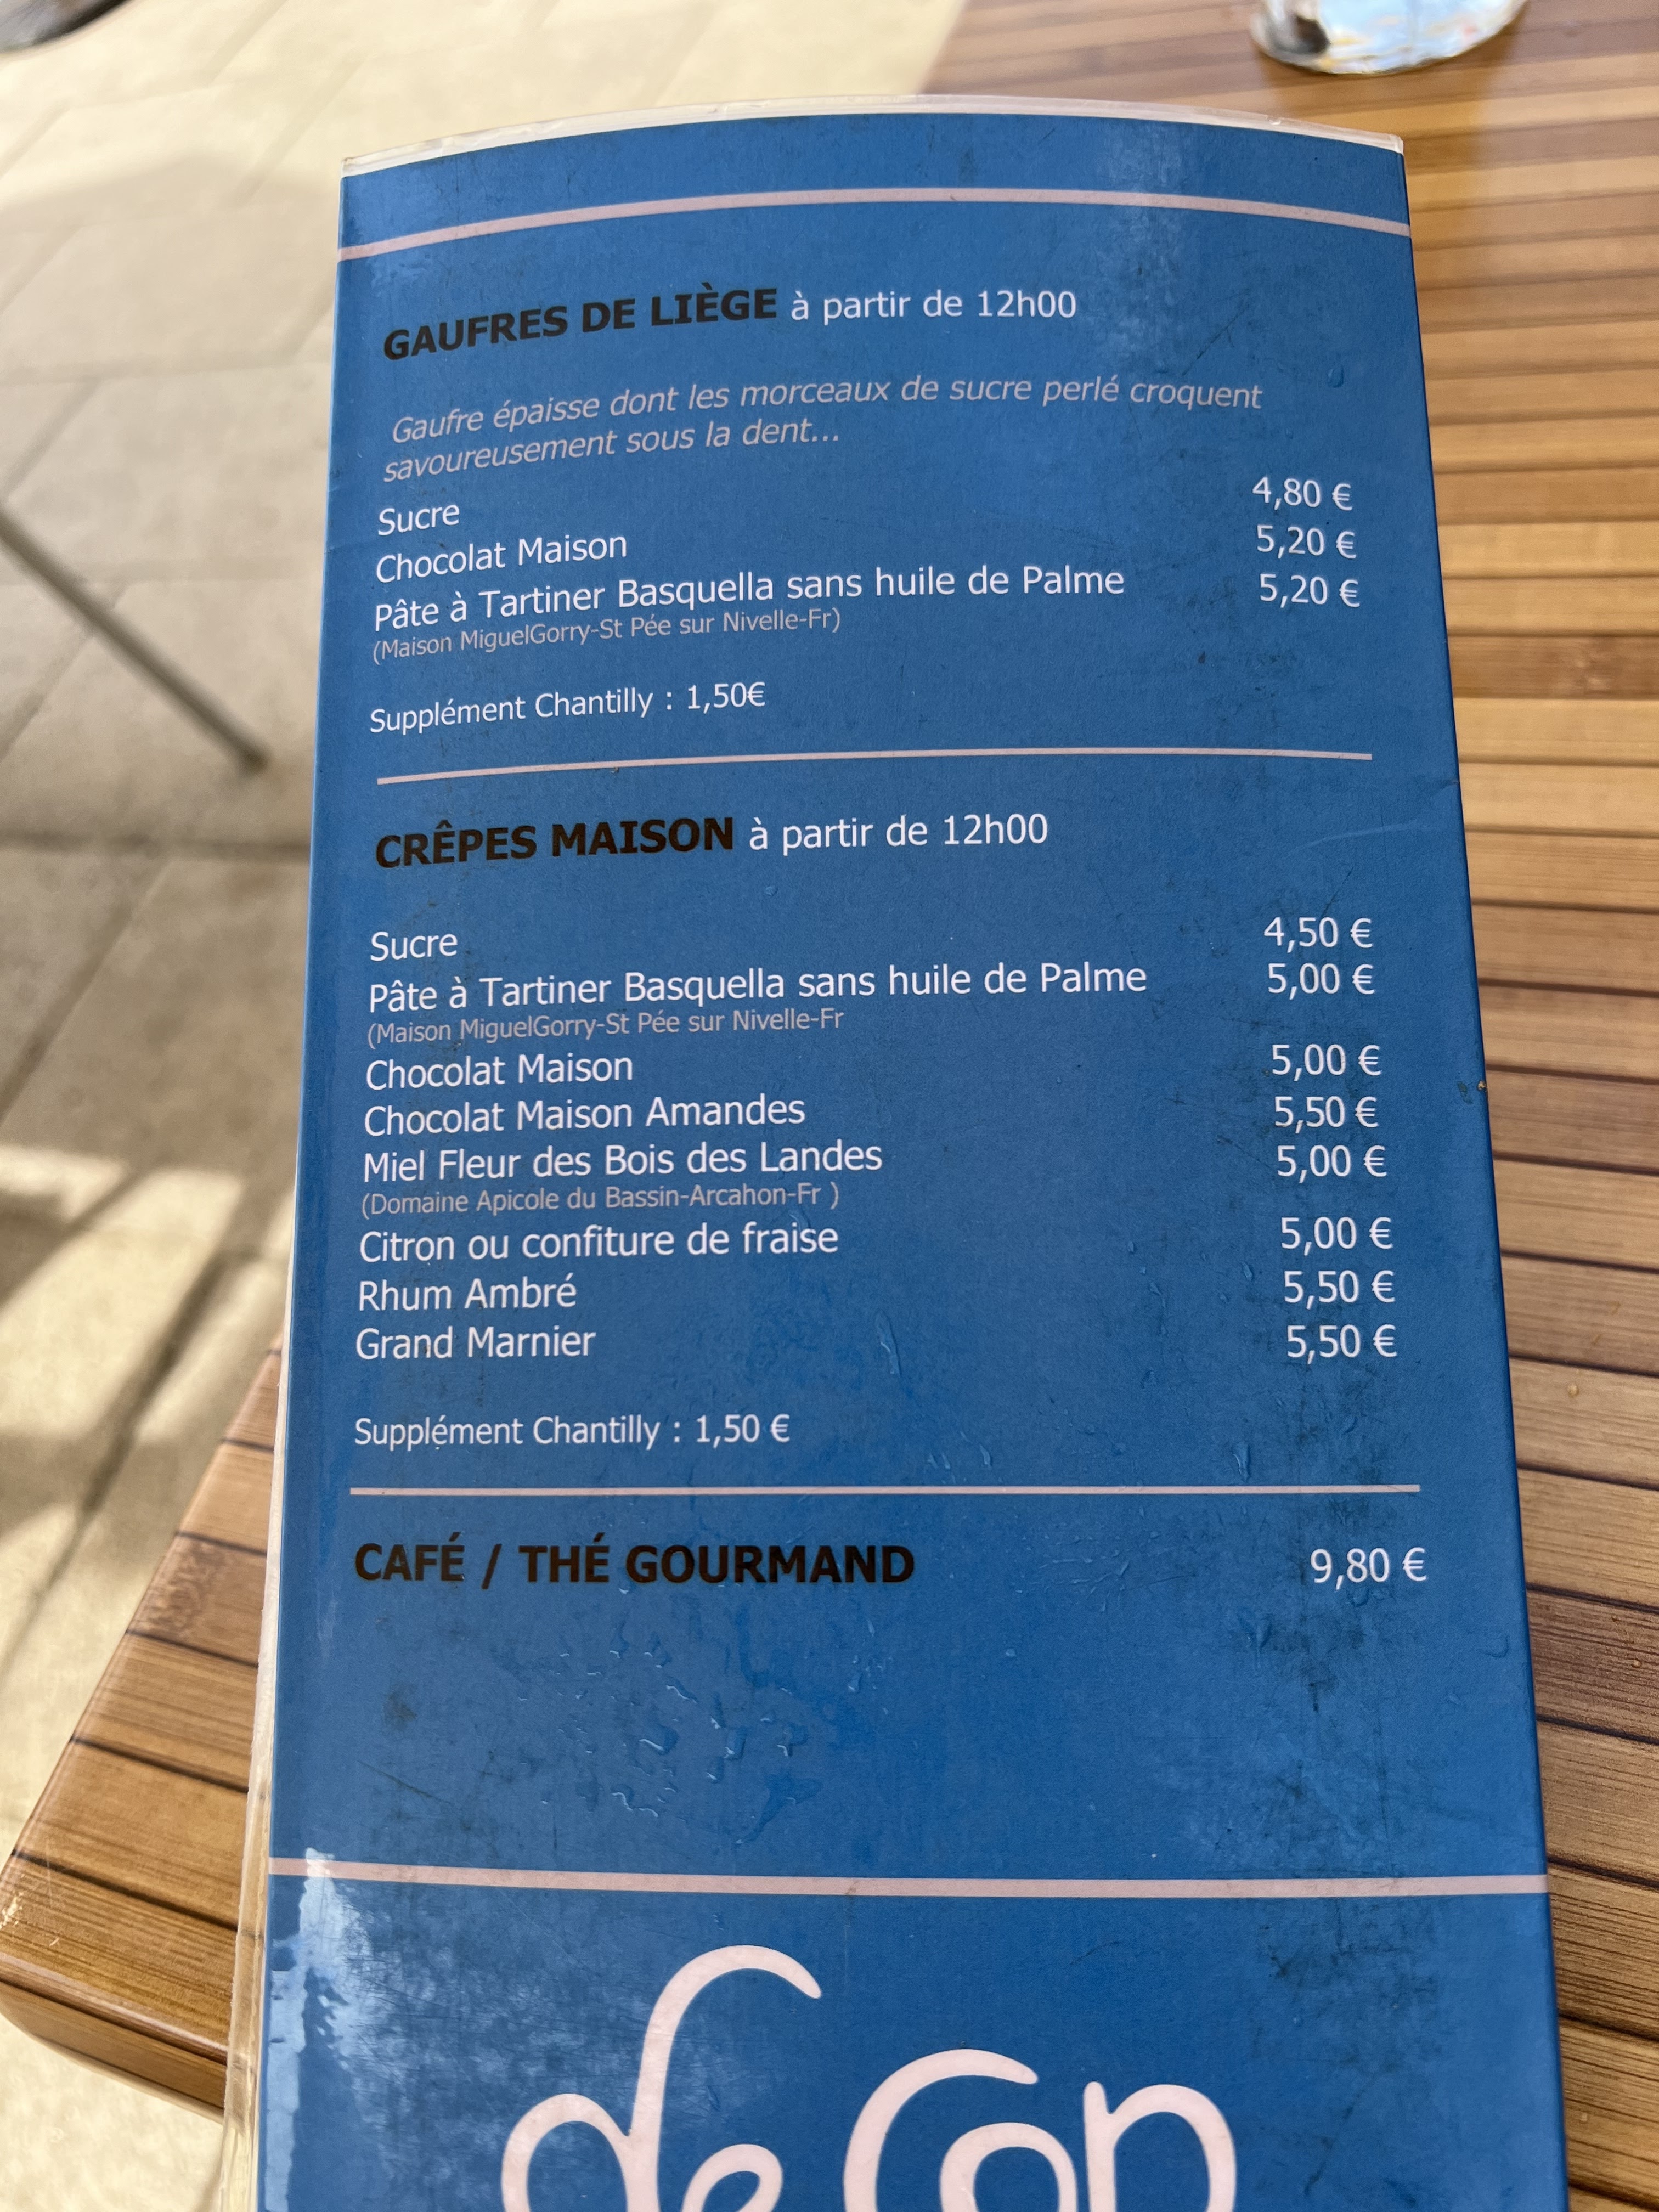 GAUFRES DE LIÈGE à partir de 12h00
Gaufre épaisse dont les morceaux de sucre perlé croquent
savoureusement sous la dent...
Sucre 4,80 €
Chocolat Maison 5,20 €
Pâte à Tartiner Basquella sans huile de Palme 5,20 €
(Maison MiguelGorry-St Pée sur Nivelle-Fr)
Supplément Chantilly : 1,50€
CRÊPES MAISON à partir de 12h00
Sucre 4,50 €
Pâte à Tartiner Basquella sans huile de Palme 5,00 €
(Maison MiguelGorry-St Pée sur Nivelle-Fr
Chocolat Maison 5,00 €
Chocolat Maison Amandes 5,50 €
Miel Fleur des Bois des Landes 5,00 €
(Domaine Apicole du Bassin-Arcahon-Fr )
Citron ou confiture de fraise 5,00 €
Rhum Ambré 5,50 €
Grand Marnier 5,50 €
Supplément Chantilly : 1,50 €
CAFÉ / THÉ GOURMAND 9,80 €
de